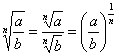 ⁿ√(a/b) = ⁿ√a / ⁿ√b = (a/b)^(1/n)